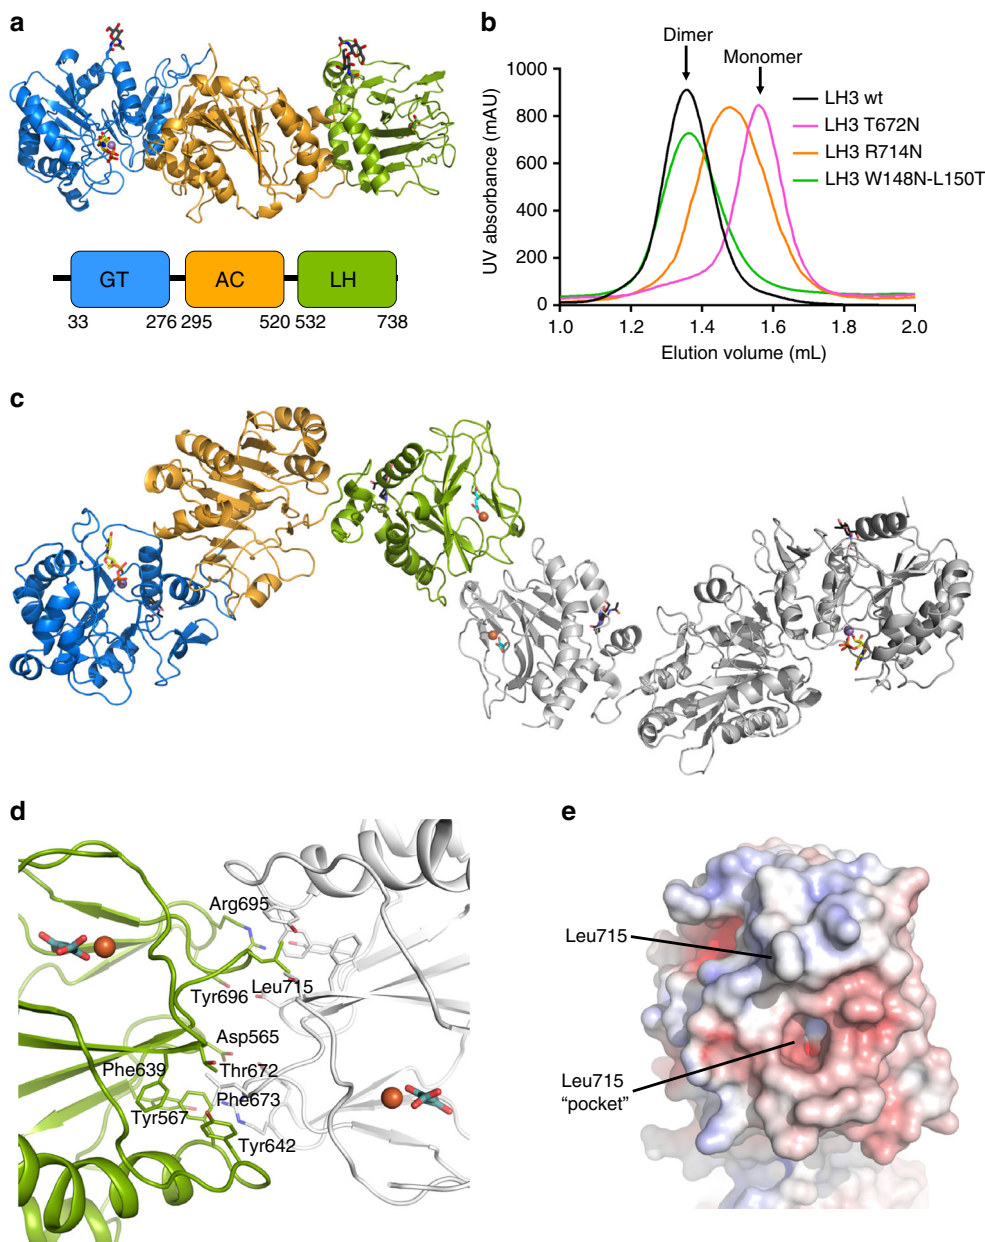 a
GT AC LH
33 276 295 520 532 738
b
Dimer
Monomer
1000
800
600
400
200
0
UV absorbance (mAU)
1.0 1.2 1.4 1.6 1.8 2.0
Elution volume (mL)
LH3 wt
LH3 T672N
LH3 R714N
LH3 W148N-L150T
c
d
Arg695
Leu715
Tyr696
Asp565
Thr672
Phe639
Phe673
Tyr567
Tyr642
e
Leu715
Leu715
“pocket”